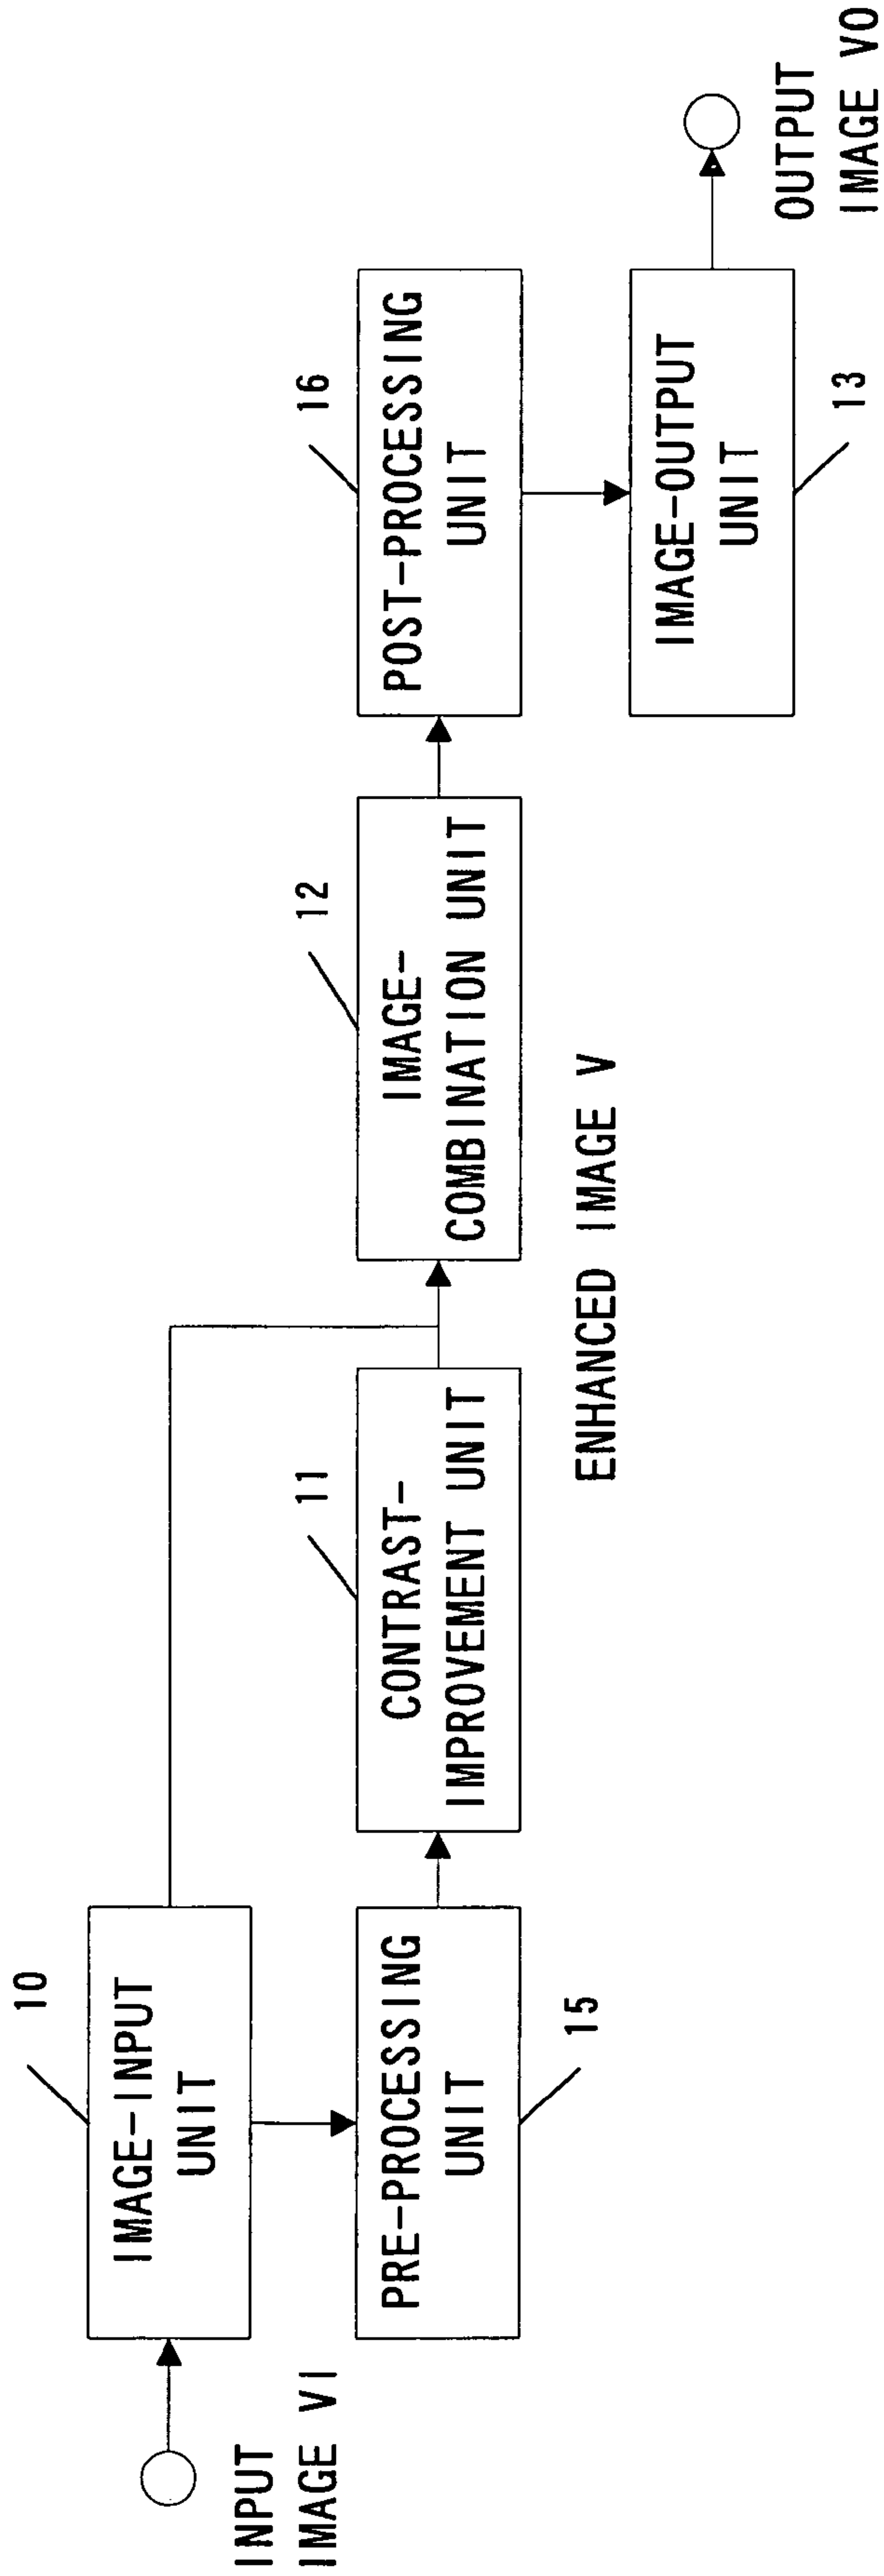 INPUT
IMAGE VI
10
IMAGE-INPUT
UNIT
PRE-PROCESSING
UNIT
15
11
CONTRAST-
IMPROVEMENT UNIT
ENHANCED IMAGE V
12
IMAGE-
COMBINATION UNIT
16
POST-PROCESSING
UNIT
IMAGE-OUTPUT
UNIT
13
OUTPUT
IMAGE VO